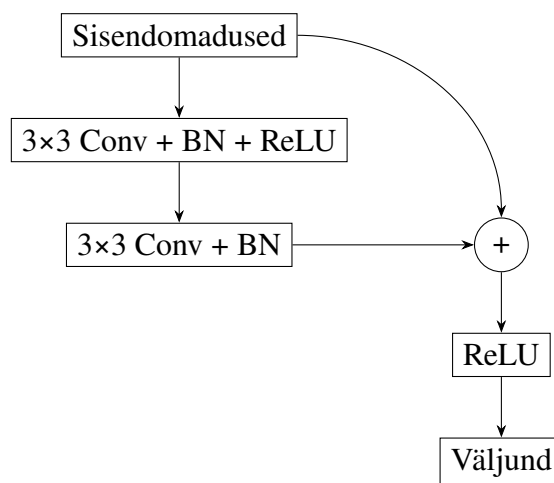 Sisendomadused
3×3 Conv + BN + ReLU
3×3 Conv + BN
+
ReLU
Väljund